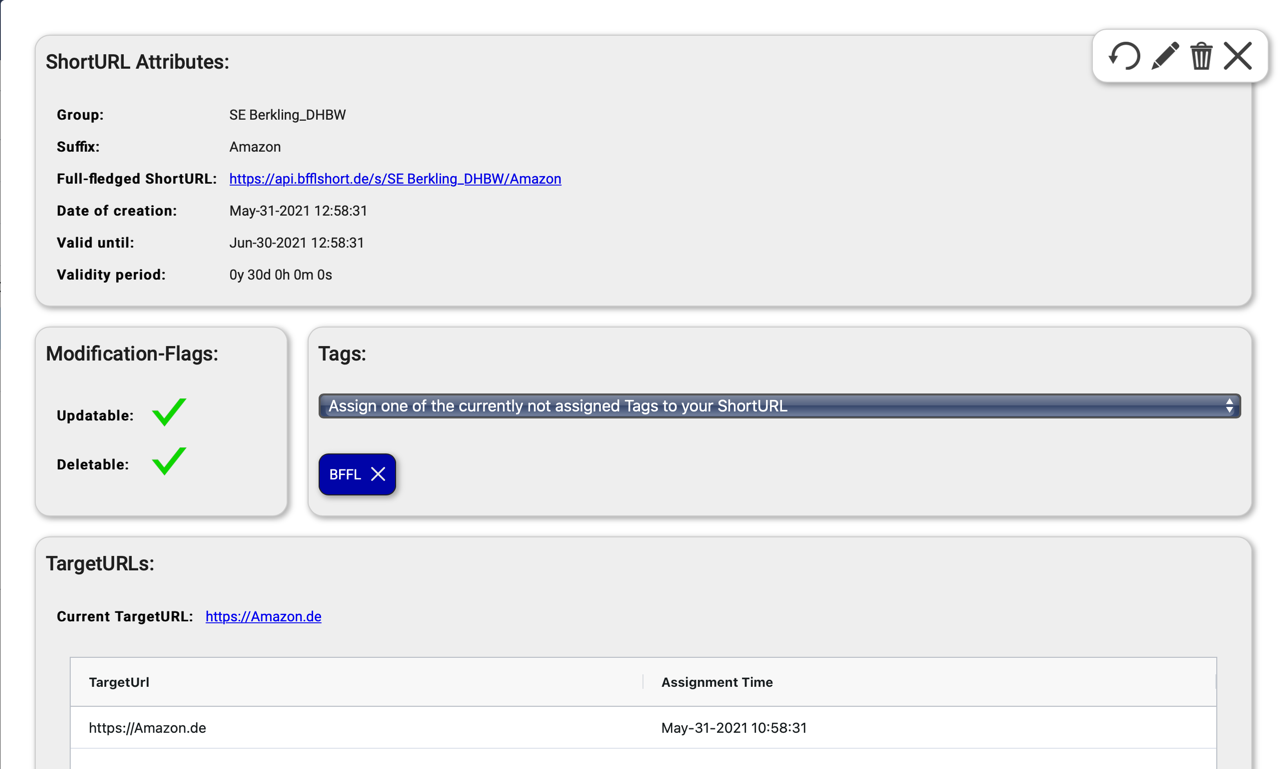 ShortURL Attributes:
Group: SE Berkling_DHBW
Suffix: Amazon
Full-fledged ShortURL: https://api.bfflshort.de/s/SE Berkling_DHBW/Amazon
Date of creation: May-31-2021 12:58:31
Valid until: Jun-30-2021 12:58:31
Validity period: 0y 30d 0h 0m 0s
Modification-Flags:
Updatable:
Deletable:
Tags:
Assign one of the currently not assigned Tags to your ShortURL
BFFL
TargetURLs:
Current TargetURL: https://Amazon.de
TargetUrl Assignment Time
https://Amazon.de May-31-2021 10:58:31